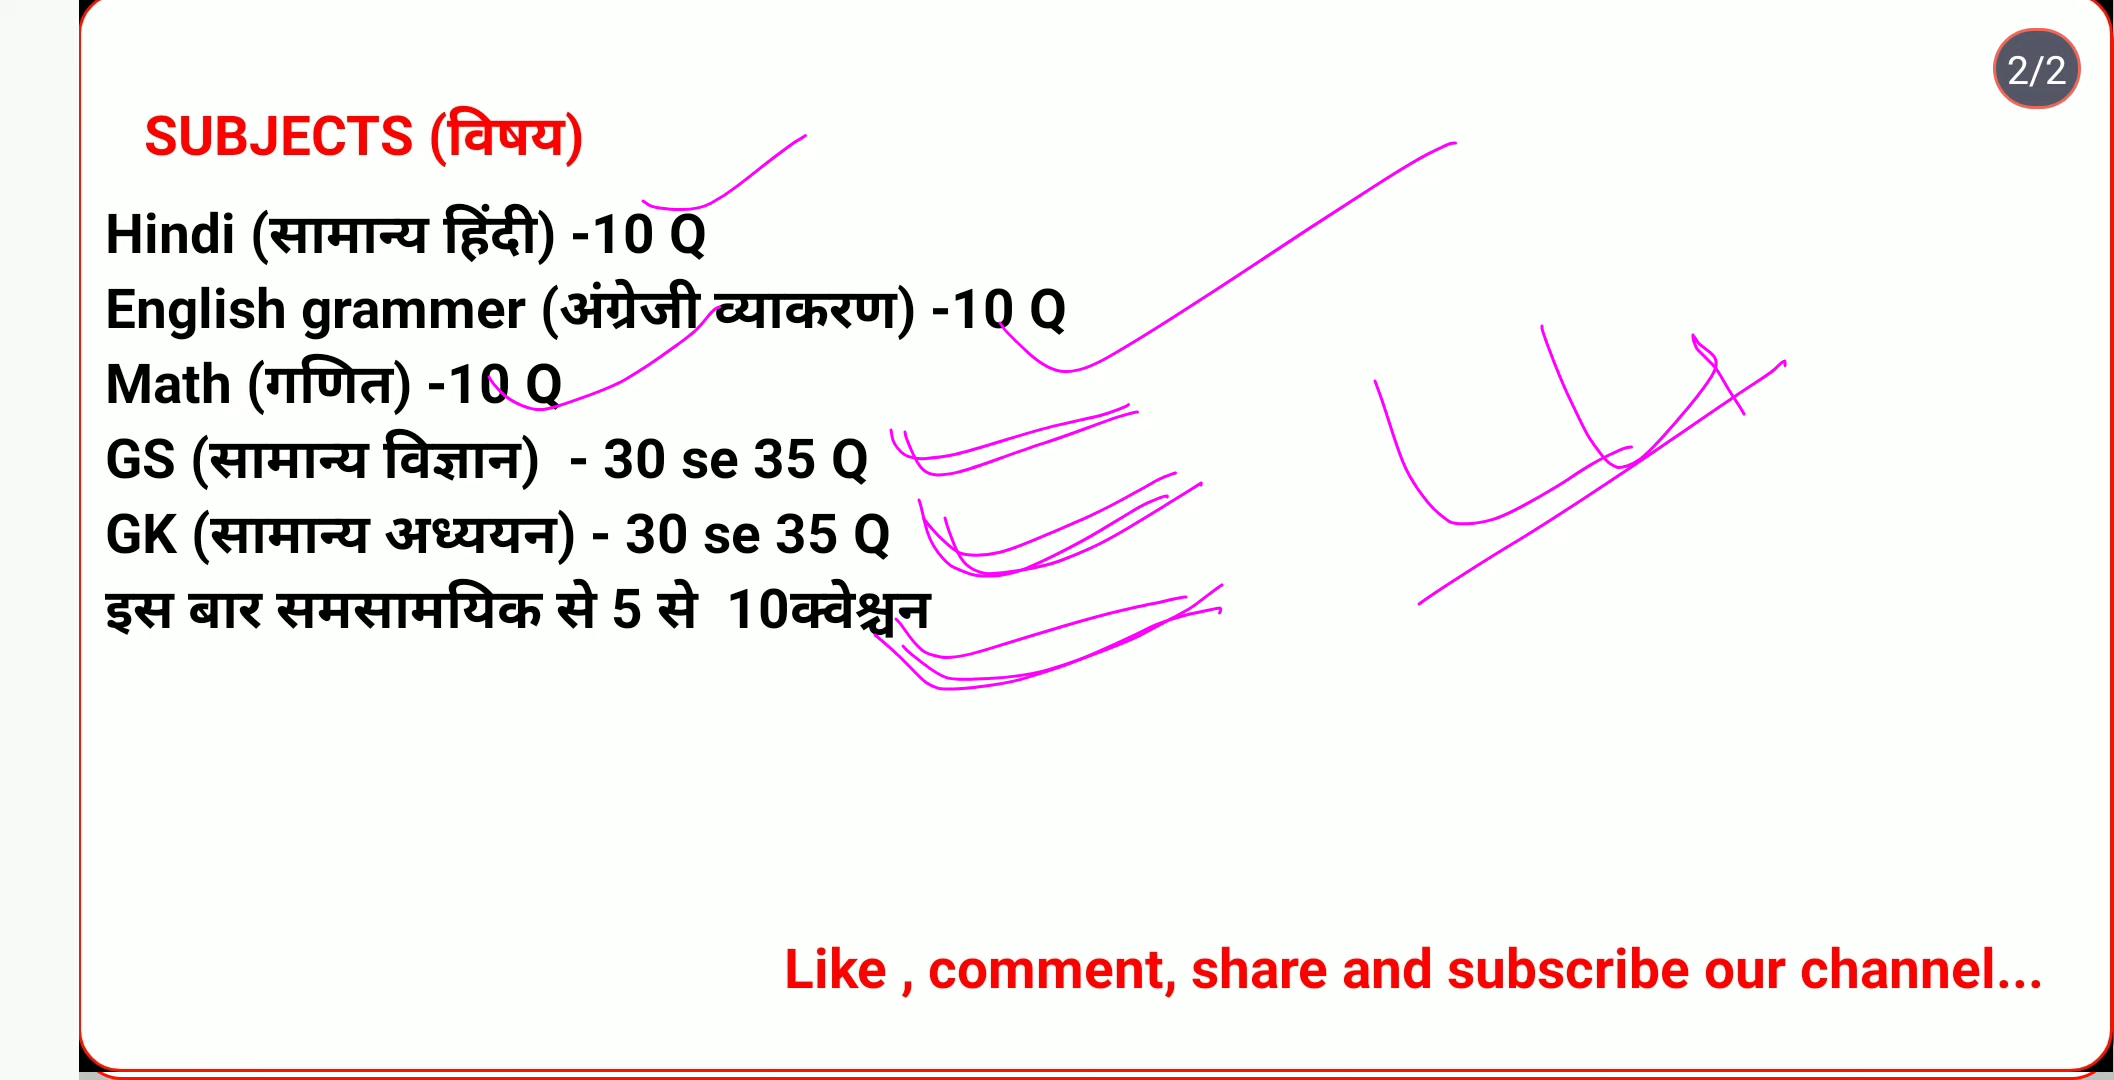 2/2
SUBJECTS (विषय)
Hindi (सामान्य हिंदी) -10 Q
English grammer (अंग्रेजी व्याकरण) -10 Q
Math (गणित) -10 Q
GS (सामान्य विज्ञान) - 30 se 35 Q
GK (सामान्य अध्ययन) - 30 se 35 Q
इस बार समसामयिक से 5 से 10क्वेश्चन
Like , comment, share and subscribe our channel...